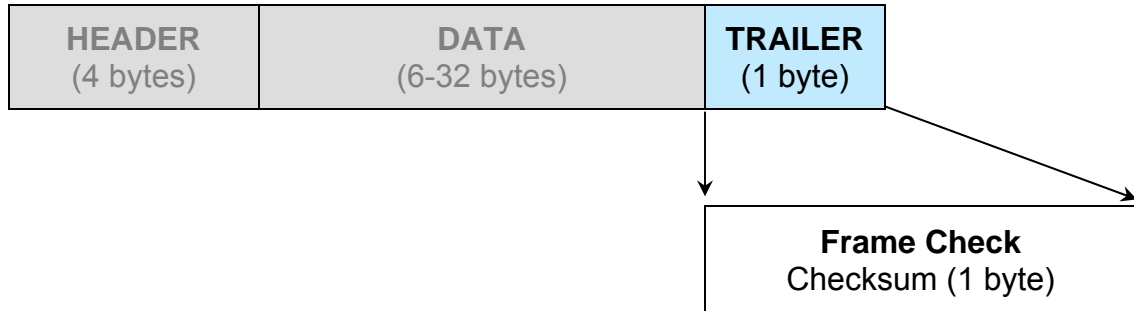 HEADER
(4 bytes)
DATA
(6-32 bytes)
TRAILER
(1 byte)
Frame Check
Checksum (1 byte)